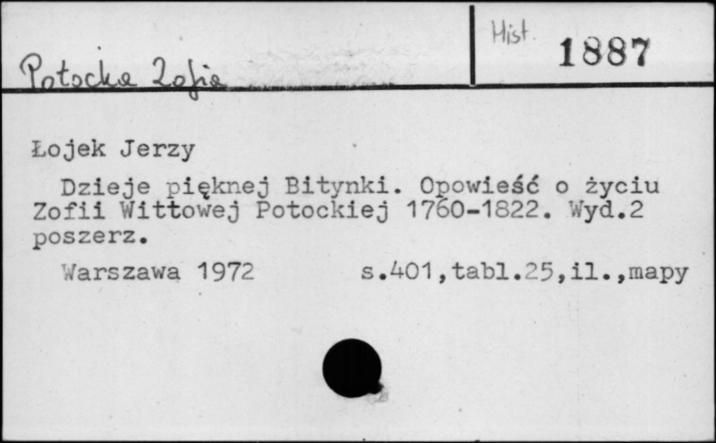 Hist. 1887
Potocka Zofia
Łojek Jerzy
Dzieje pięknej Bitynki. Opowieść o życiu
Zofii Wittowej Potockiej 1760-1822. Wyd.2
poszerz.
Warszawa 1972 s.401,tabl.25,il.,mapy